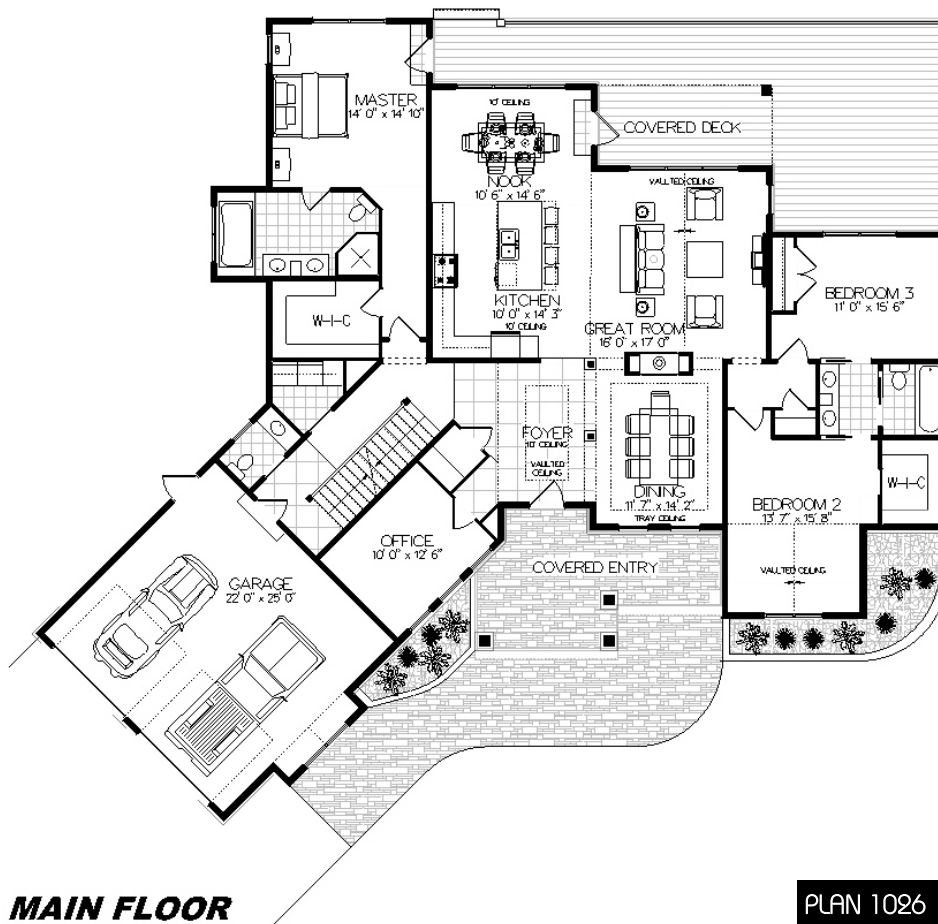 MASTER
14' 0" x 14' 10"
10' CEILING
COVERED DECK
NOOK
10' 6" x 14' 6"
VAULTED CEILING
KITCHEN
10' 0" x 14' 3"
10' CEILING
BEDROOM 3
11' 0" x 15' 6"
W-I-C
GREAT ROOM
16' 0" x 17' 0"
FOYER
10' CEILING
VAULTED
CEILING
DINING
11' 7" x 14' 2"
TRAY CEILING
W-I-C
BEDROOM 2
13' 7" x 15' 8"
VAULTED CEILING
OFFICE
10' 0" x 12' 6"
COVERED ENTRY
GARAGE
22' 0" x 25' 0"
MAIN FLOOR
PLAN 1026